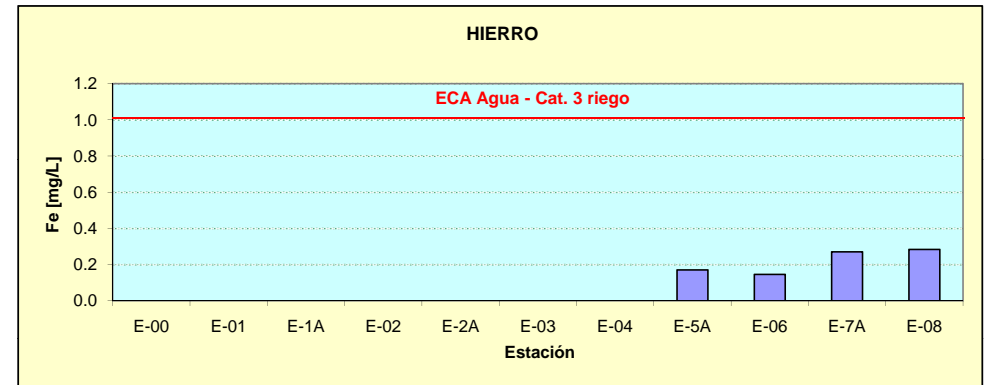 HIERRO
ECA Agua - Cat. 3 riego
1.2
1.0
0.8
0.6
0.4
0.2
0.0
Fe [mg/L]
E-00 E-01 E-1A E-02 E-2A E-03 E-04 E-5A E-06 E-7A E-08
Estación